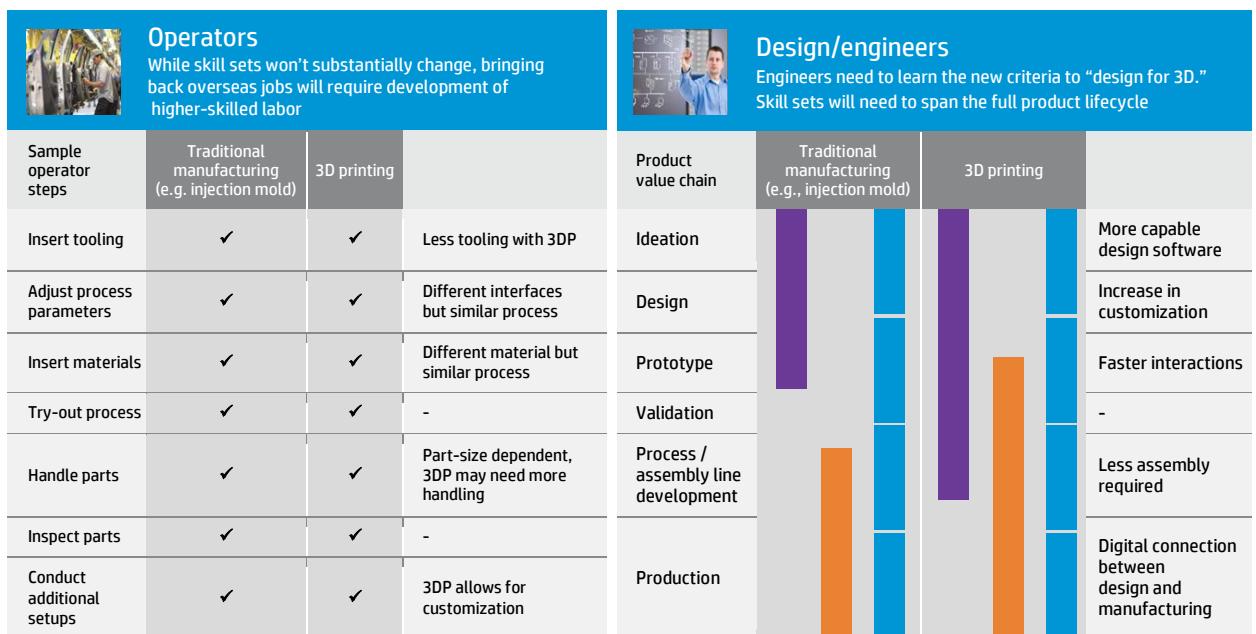 Operators
While skill sets won’t substantially change, bringing
back overseas jobs will require development of
higher-skilled labor
Sample
operator
steps
Traditional
manufacturing
(e.g. injection mold)
3D printing
Insert tooling
✓
✓
Less tooling with 3DP
Adjust process
parameters
✓
✓
Different interfaces
but similar process
Insert materials
✓
✓
Different material but
similar process
Try-out process
✓
✓
-
Handle parts
✓
✓
Part-size dependent,
3DP may need more
handling
Inspect parts
✓
✓
-
Conduct
additional
setups
✓
✓
3DP allows for
customization
Design/engineers
Engineers need to learn the new criteria to “design for 3D.”
Skill sets will need to span the full product lifecycle
Product
value chain
Traditional
manufacturing
(e.g., injection mold)
3D printing
Ideation
More capable
design software
Design
Increase in
customization
Prototype
Faster interactions
Validation
-
Process /
assembly line
development
Less assembly
required
Production
Digital connection
between
design and
manufacturing